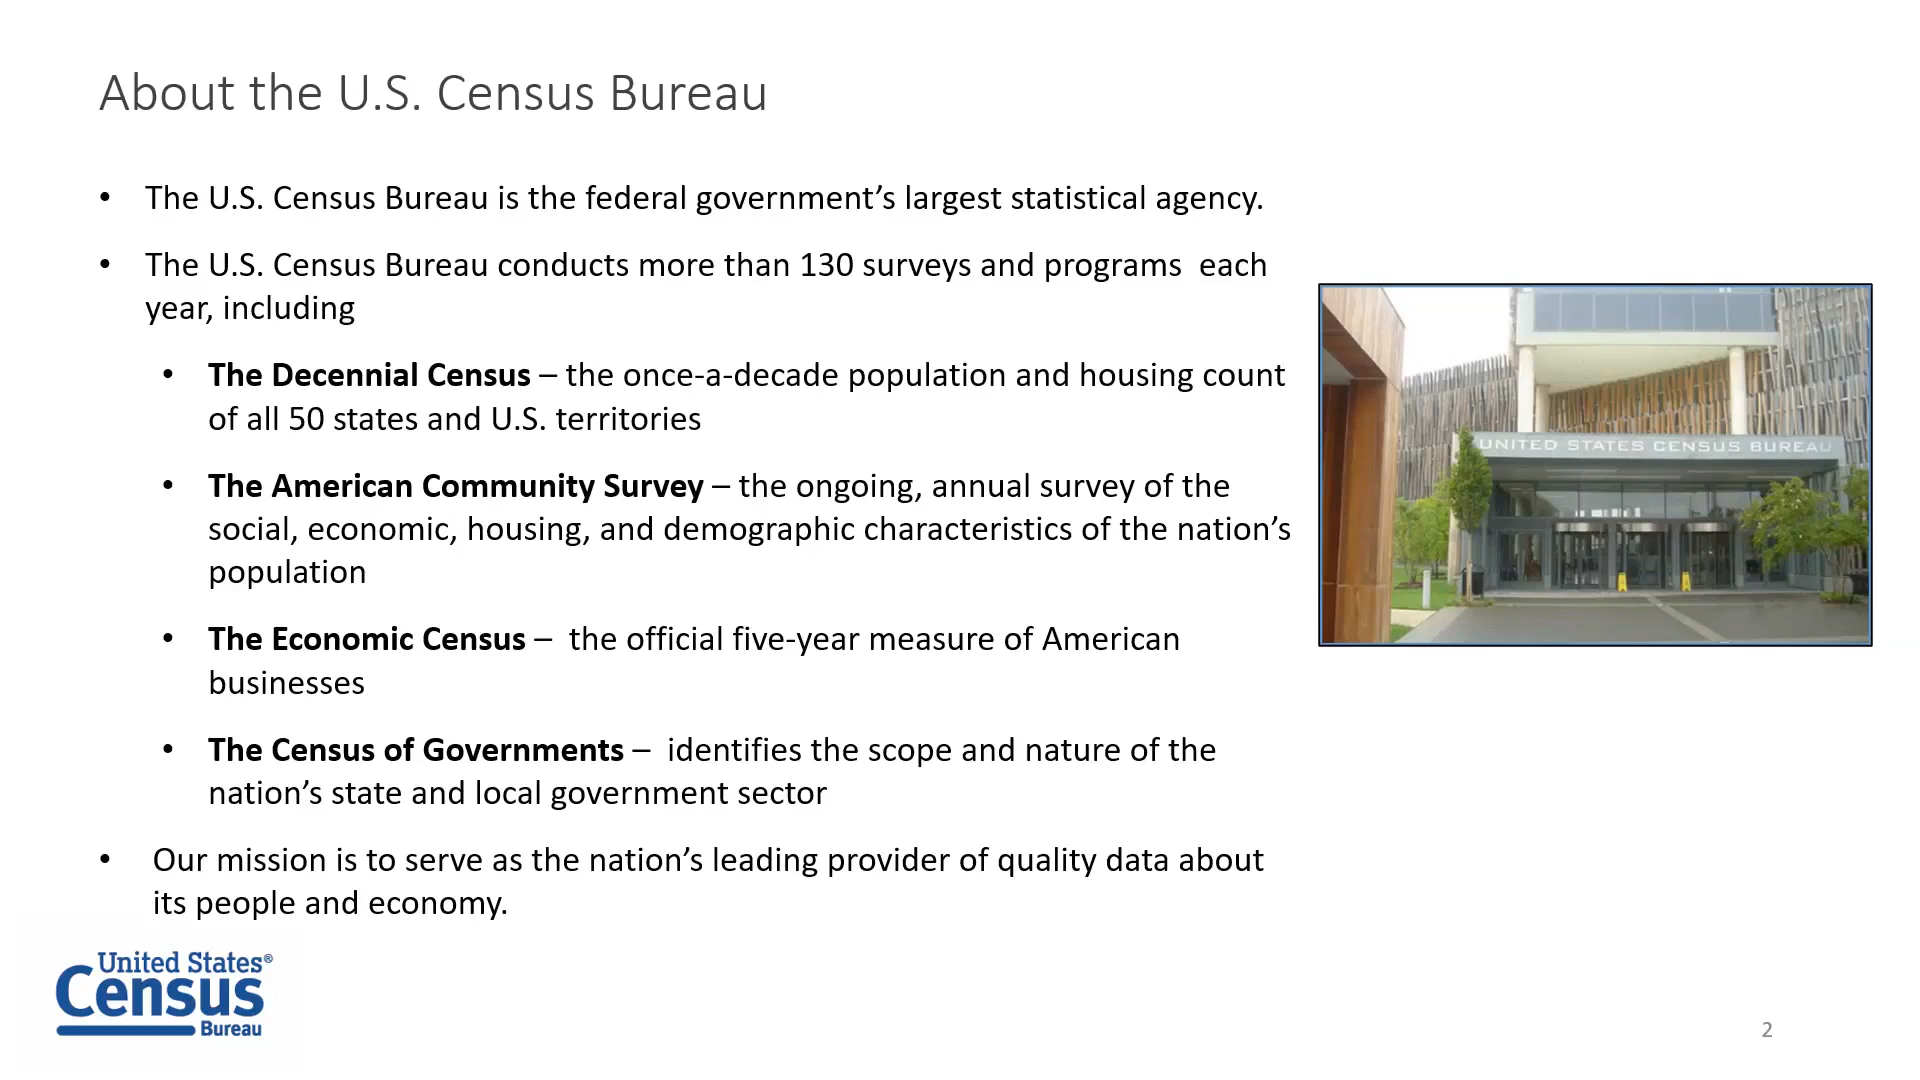 About the U.S. Census Bureau
• The U.S. Census Bureau is the federal government’s largest statistical agency.
• The U.S. Census Bureau conducts more than 130 surveys and programs  each
year, including
• The Decennial Census – the once-a-decade population and housing count
of all 50 states and U.S. territories
• The American Community Survey – the ongoing, annual survey of the
social, economic, housing, and demographic characteristics of the nation’s
population
• The Economic Census –  the official five-year measure of American
businesses
• The Census of Governments –  identifies the scope and nature of the
nation’s state and local government sector
• Our mission is to serve as the nation’s leading provider of quality data about
its people and economy.
UNITED STATES CENSUS BUREAU
United States®
Census
Bureau
2